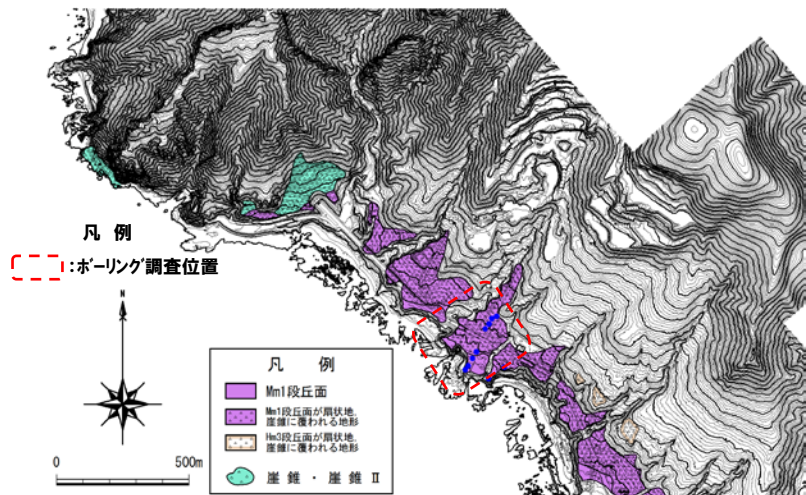 凡 例
:ボーリング調査位置
N
0 500m
凡 例
Mm1段丘面
Mm1段丘面が扇状地、
崖錐に覆われる地形
Hm3段丘面が扇状地、
崖錐に覆われる地形
崖錐・崖錐Ⅱ